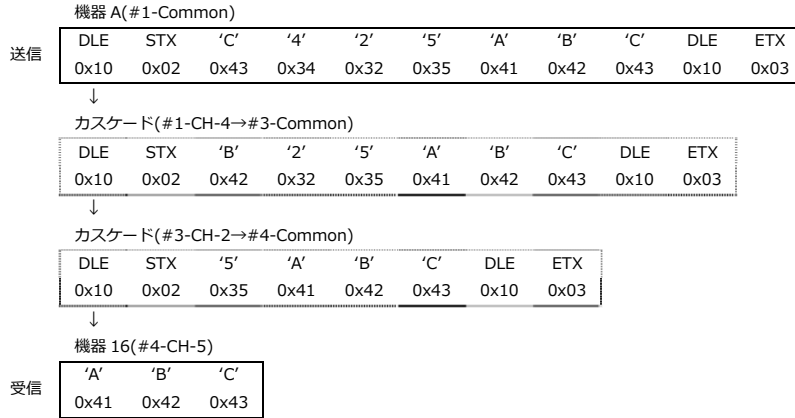 機器 A(#1-Common)
送信
DLE STX ‘C’ ‘4’ ‘2’ ‘5’ ‘A’ ‘B’ ‘C’ DLE ETX
0x10 0x02 0x43 0x34 0x32 0x35 0x41 0x42 0x43 0x10 0x03
↓
カスケード(#1-CH-4→#3-Common)
DLE STX ‘B’ ‘2’ ‘5’ ‘A’ ‘B’ ‘C’ DLE ETX
0x10 0x02 0x42 0x32 0x35 0x41 0x42 0x43 0x10 0x03
↓
カスケード(#3-CH-2→#4-Common)
DLE STX ‘5’ ‘A’ ‘B’ ‘C’ DLE ETX
0x10 0x02 0x35 0x41 0x42 0x43 0x10 0x03
↓
機器 16(#4-CH-5)
受信
‘A’ ‘B’ ‘C’
0x41 0x42 0x43